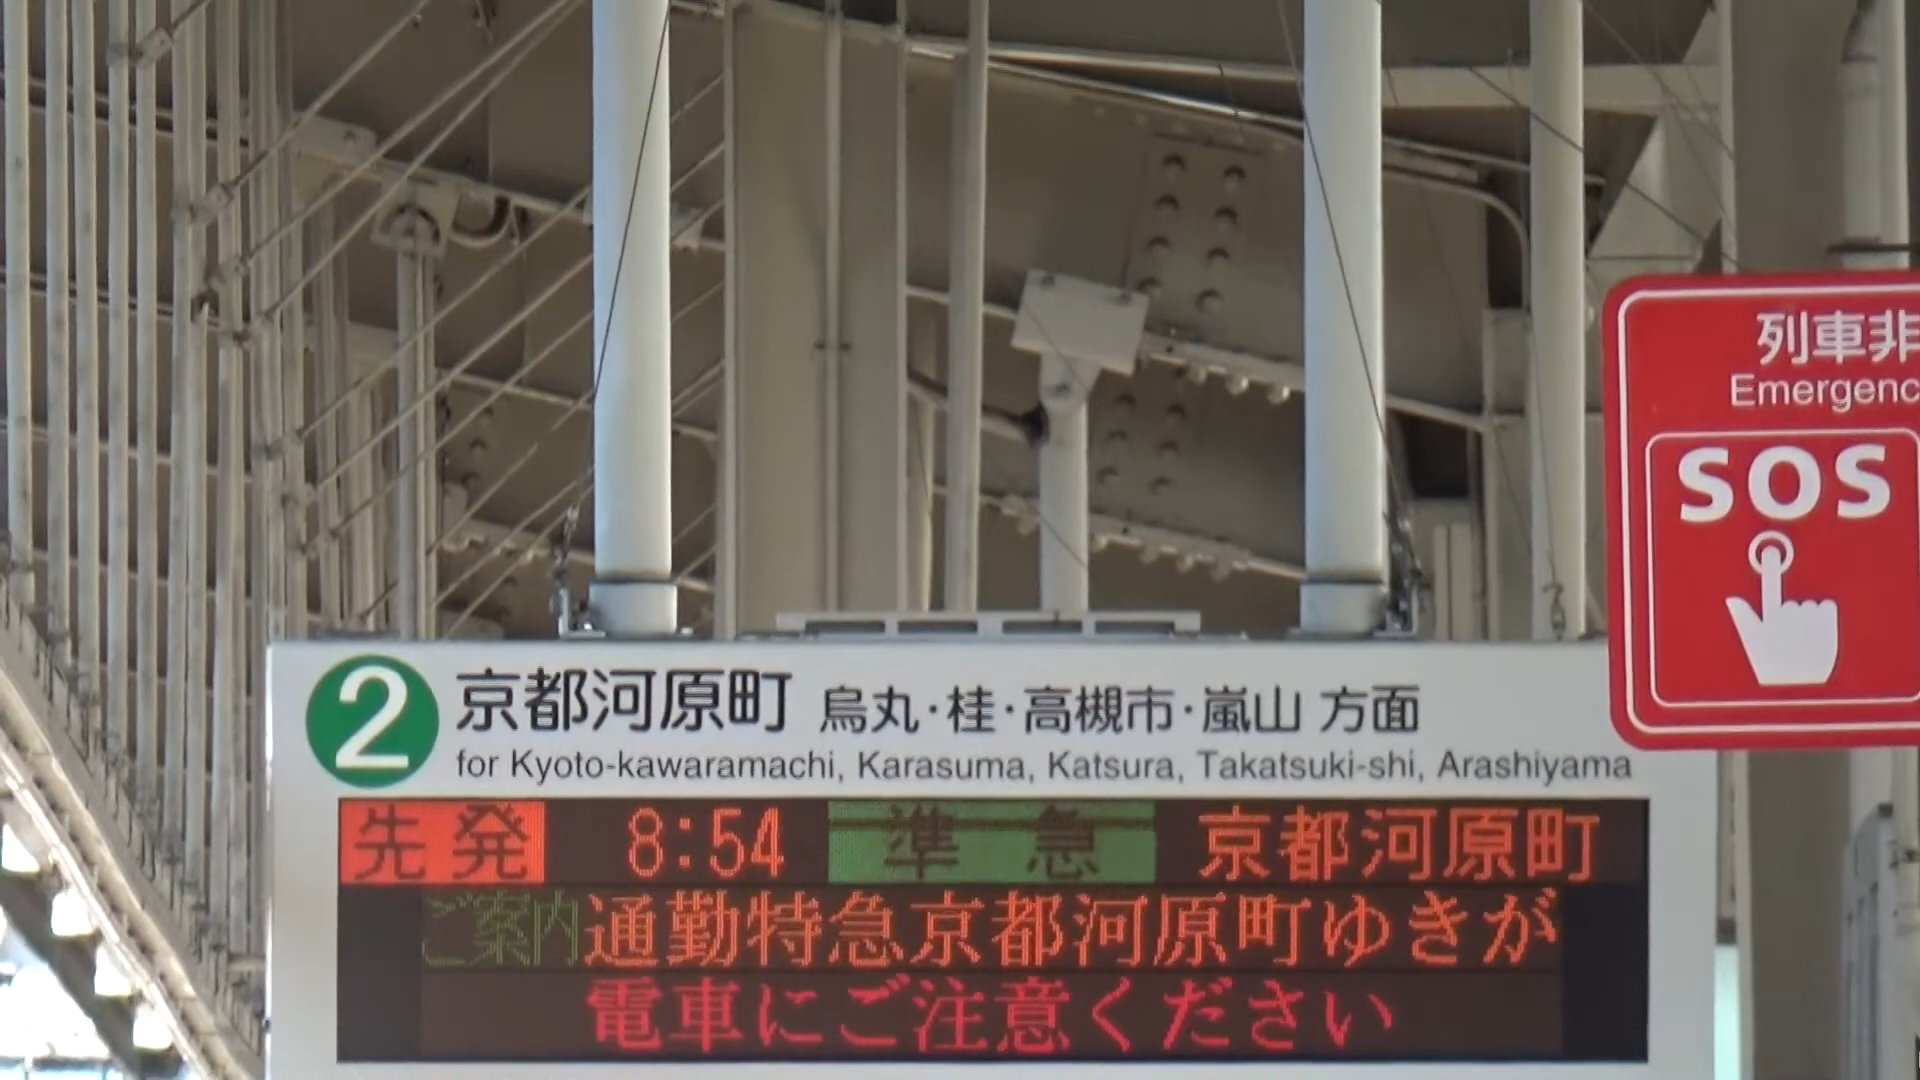 列車非
Emergenc
SOS
2 京都河原町 烏丸・桂・高槻市・嵐山 方面
for Kyoto-kawaramachi, Karasuma, Katsura, Takatsuki-shi, Arashiyama
先発 8:54 準急 京都河原町
ご案内 通勤特急京都河原町ゆきが
電車にご注意ください